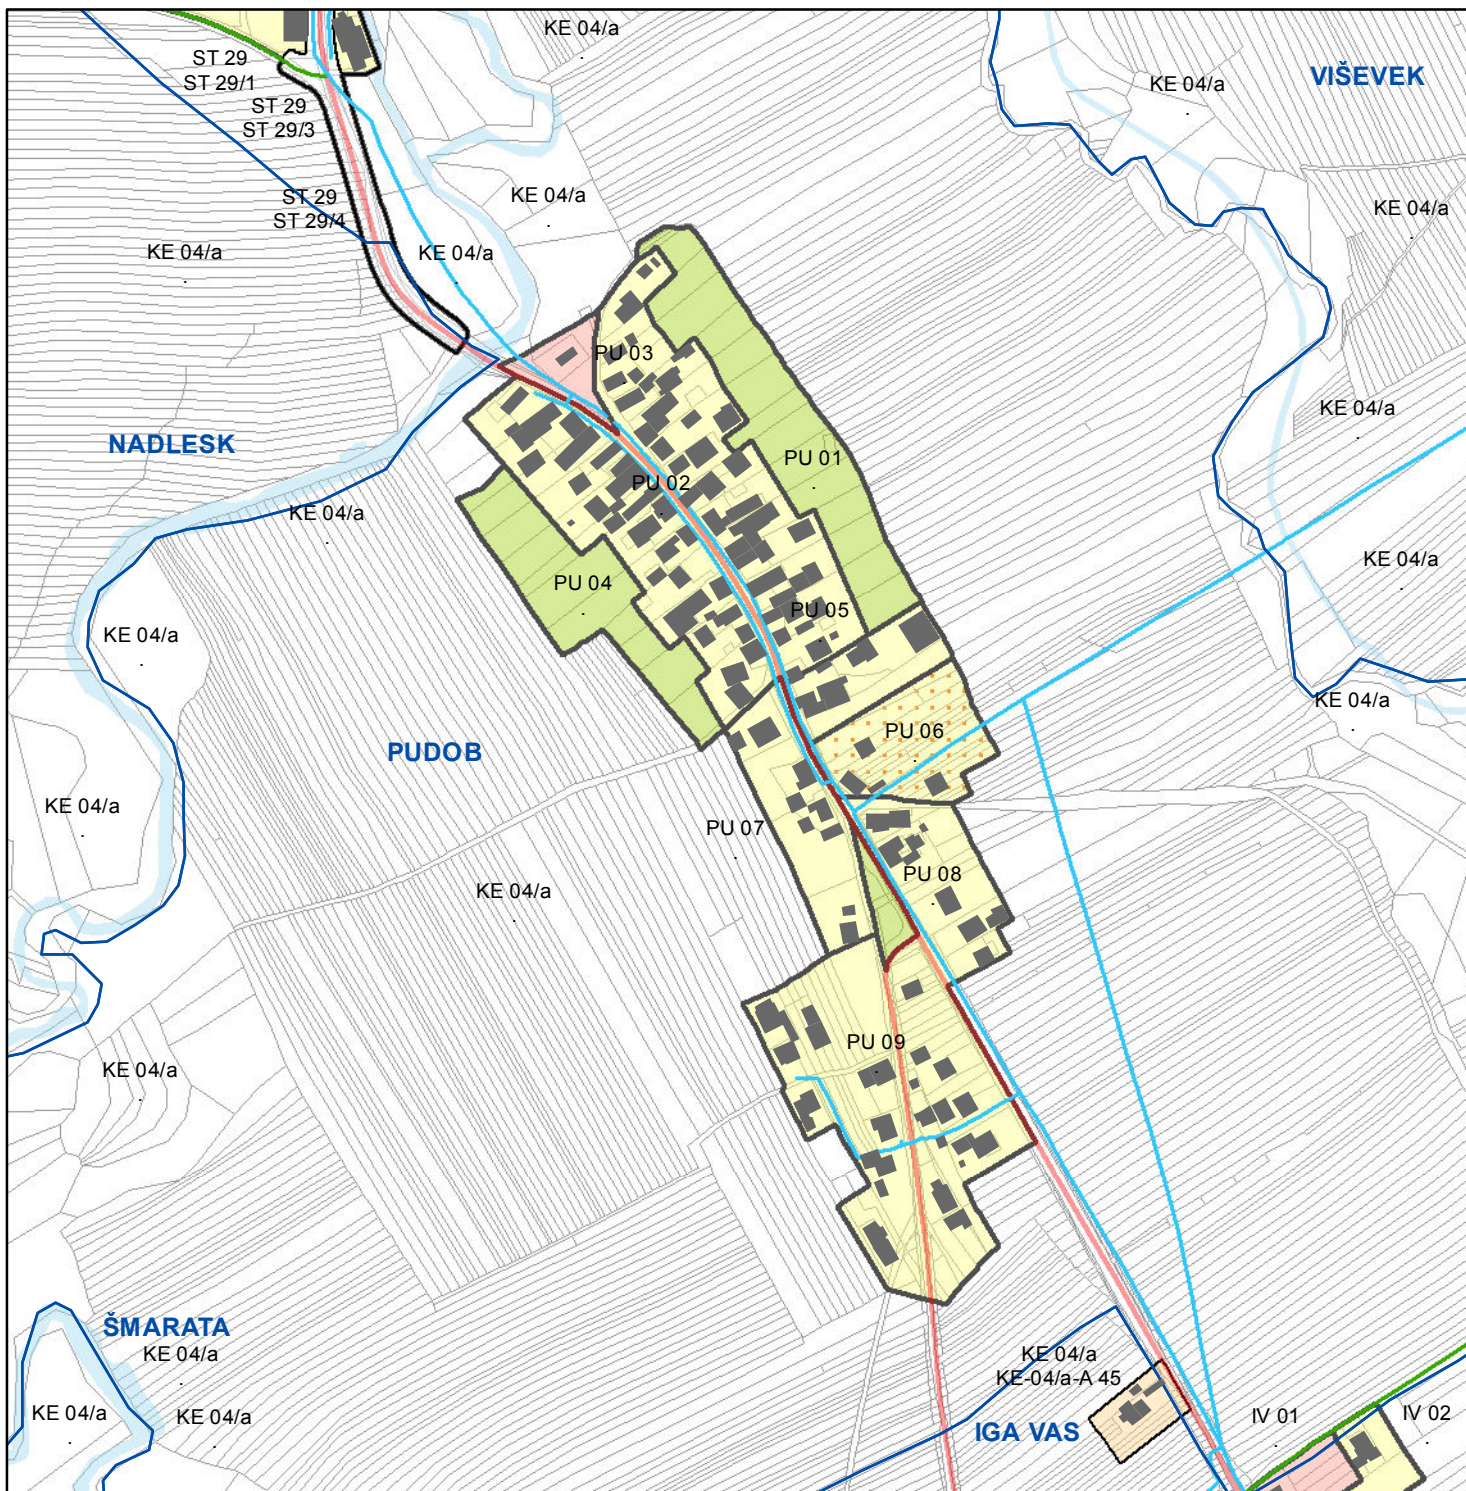 KE 04/a
ST 29
ST 29/1
ST 29
ST 29/3
KE 04/a
VIŠEVEK
ST 29
ST 29/4
KE 04/a
KE 04/a
KE 04/a
KE 04/a
PU 03
KE 04/a
NADLESK
PU 01
PU 02
KE 04/a
KE 04/a
PU 04
PU 05
KE 04/a
KE 04/a
PU 06
PUDOB
KE 04/a
PU 07
PU 08
KE 04/a
PU 09
KE 04/a
ŠMARATA
KE 04/a
KE 04/a
KE 04/a
KE 04/a
KE-04/a-A 45
IGA VAS
IV 01
IV 02